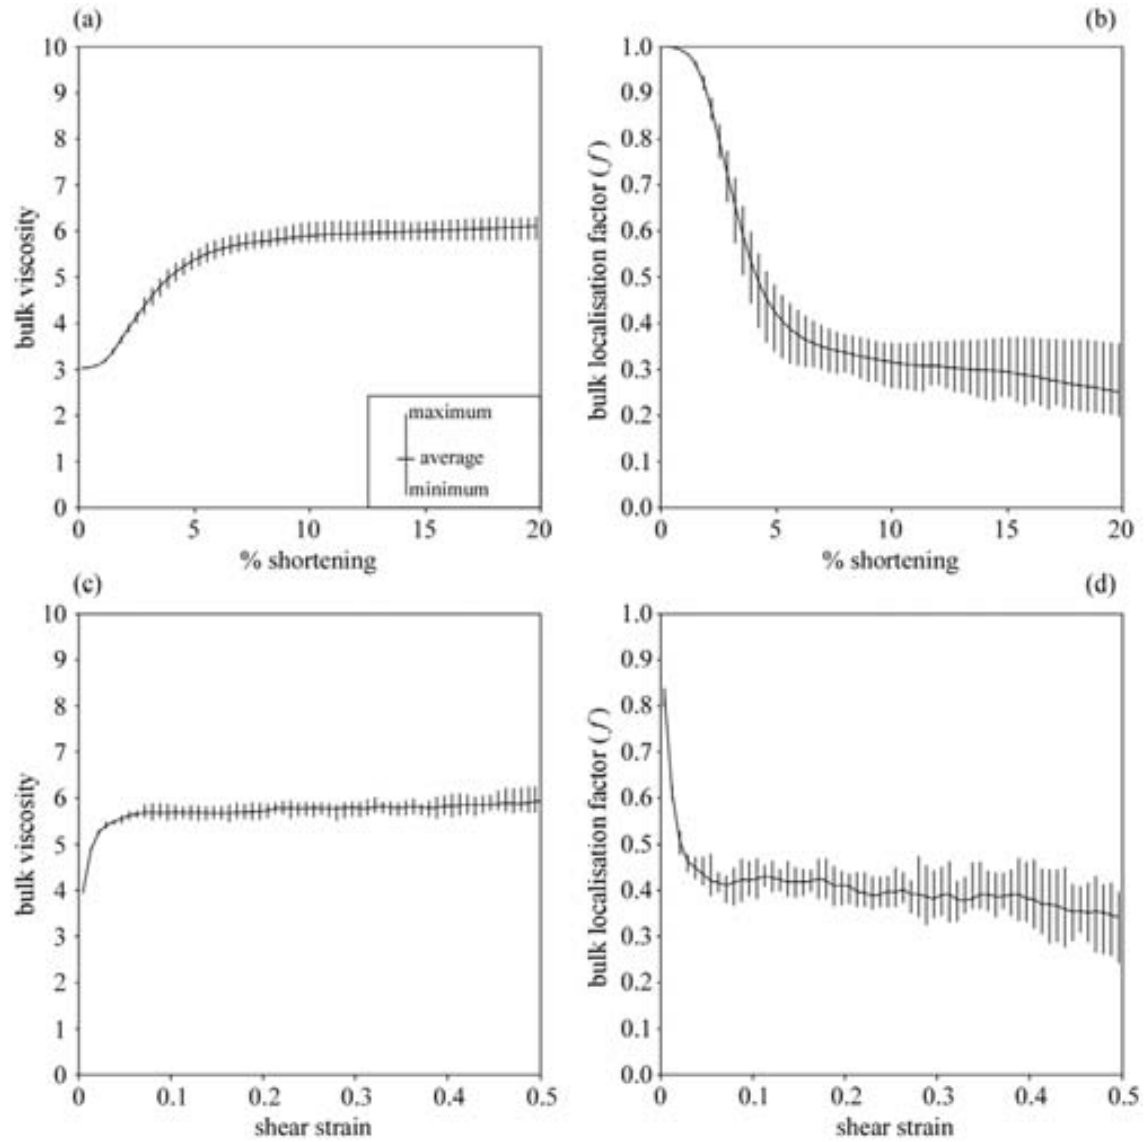 (a)
10
9
8
7
6
5
4
3
2
1
0
bulk viscosity
maximum
average
minimum
0 5 10 15 20
% shortening
(b)
1.0
0.9
0.8
0.7
0.6
0.5
0.4
0.3
0.2
0.1
0.0
bulk localisation factor (f)
0 5 10 15 20
% shortening
(c)
10
9
8
7
6
5
4
3
2
1
0
bulk viscosity
0 0.1 0.2 0.3 0.4 0.5
shear strain
(d)
1.0
0.9
0.8
0.7
0.6
0.5
0.4
0.3
0.2
0.1
0.0
bulk localisation factor (f)
0 0.1 0.2 0.3 0.4 0.5
shear strain